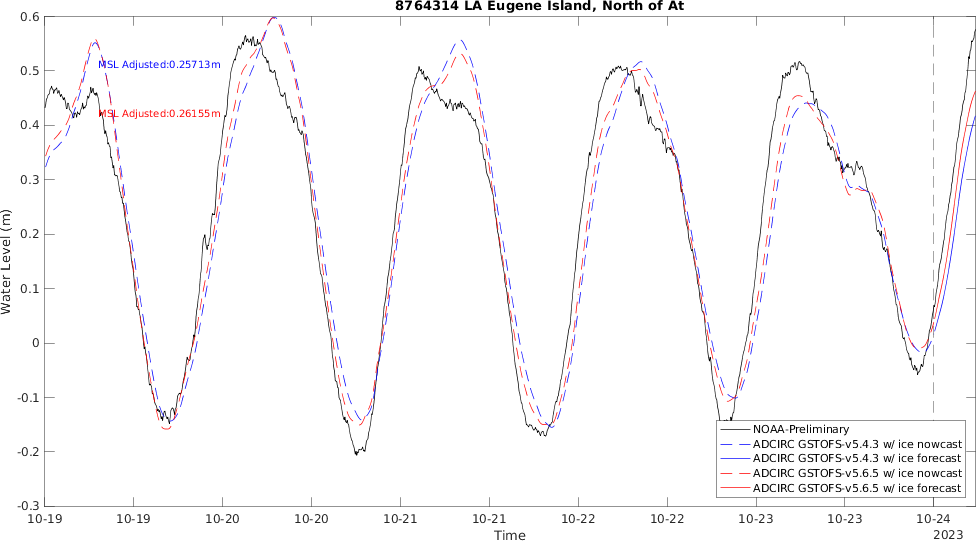 8764314 LA Eugene Island, North of At
0.6
0.5
0.4
0.3
0.2
0.1
0
-0.1
-0.2
-0.3
Water Level (m)
MSL Adjusted:0.25713m
MSL Adjusted:0.26155m
NOAA-Preliminary
ADCIRC GSTOFS-v5.4.3 w/ ice nowcast
ADCIRC GSTOFS-v5.4.3 w/ ice forecast
ADCIRC GSTOFS-v5.6.5 w/ ice nowcast
ADCIRC GSTOFS-v5.6.5 w/ ice forecast
10-19 10-19 10-20 10-20 10-21 10-21 10-22 10-22 10-23 10-23 10-24
Time
2023